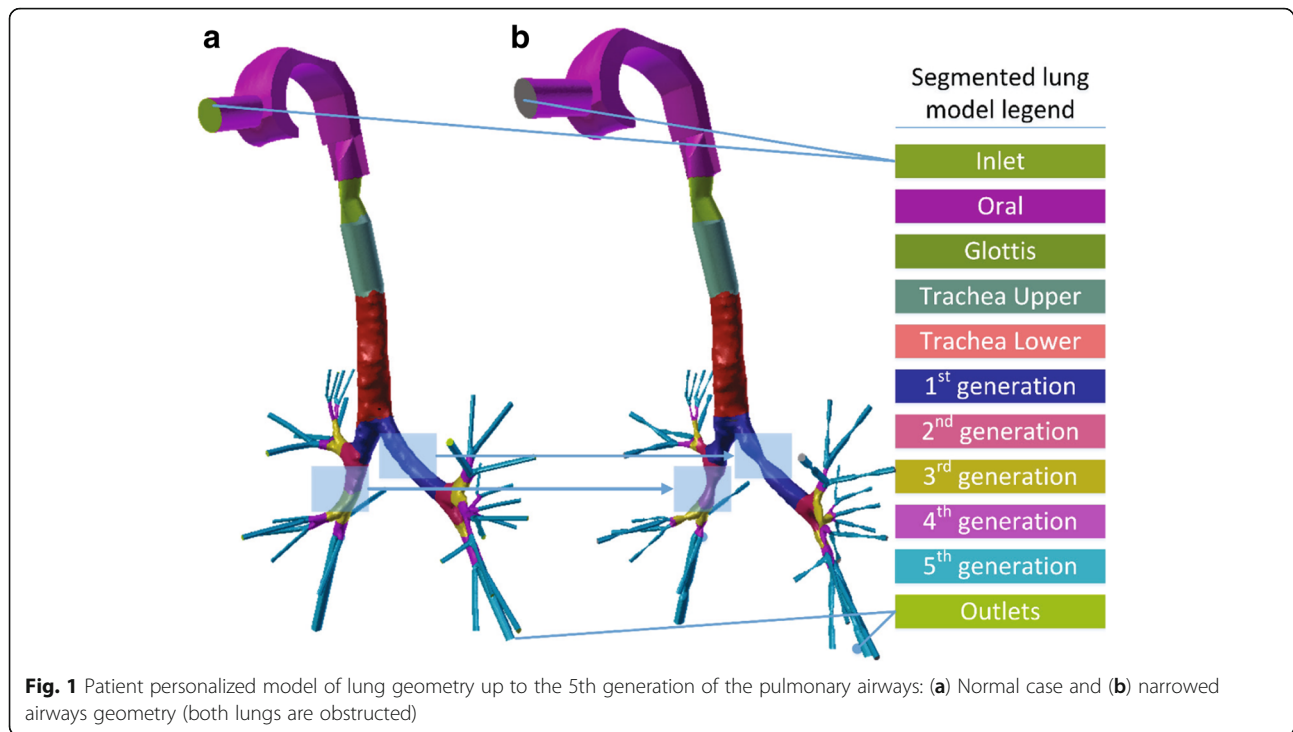 a
b
Segmented lung
model legend
Inlet
Oral
Glottis
Trachea Upper
Trachea Lower
1st generation
2nd generation
3rd generation
4th generation
5th generation
Outlets
Fig. 1 Patient personalized model of lung geometry up to the 5th generation of the pulmonary airways: (a) Normal case and (b) narrowed
airways geometry (both lungs are obstructed)